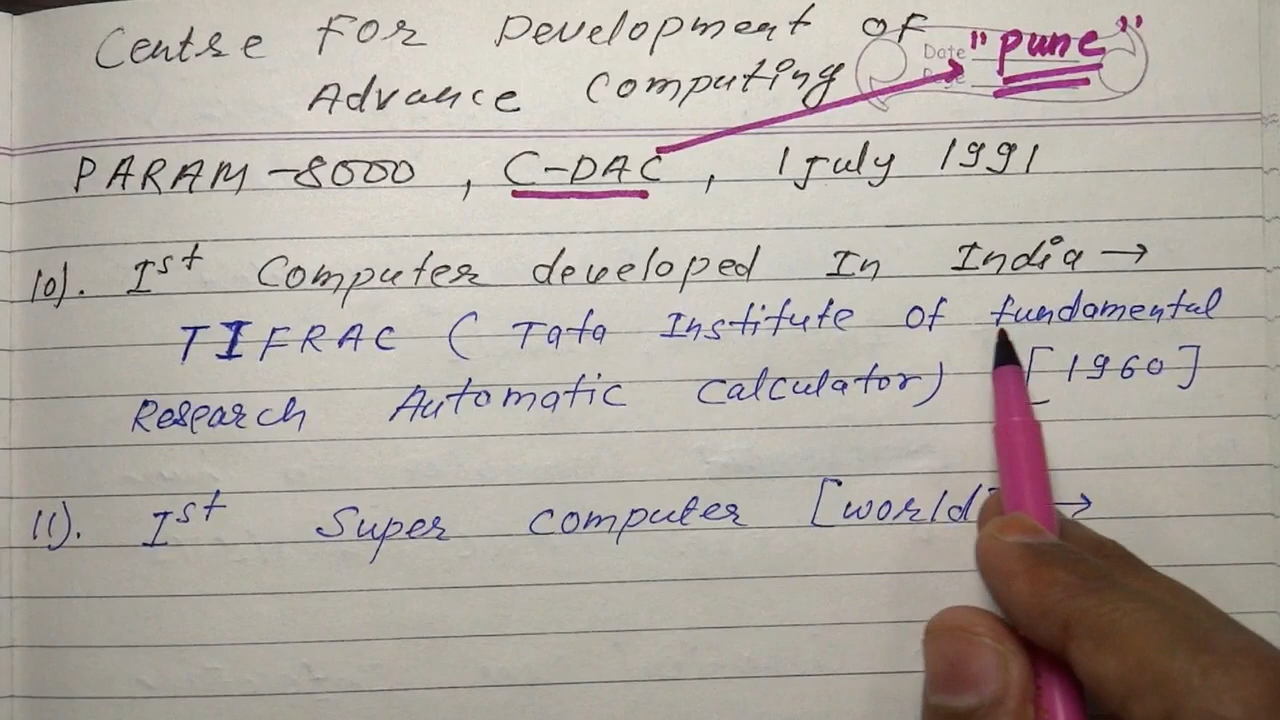 Centre For Development of
Advance Computing
Date "pune"
PARAM-8000, C-DAC, 1 july 1991
10). Ist Computer developed In India →
TIFRAC ( Tata Institute of fundamental
Research Automatic Calculator) [1960]
11). Ist Super computer [world] →